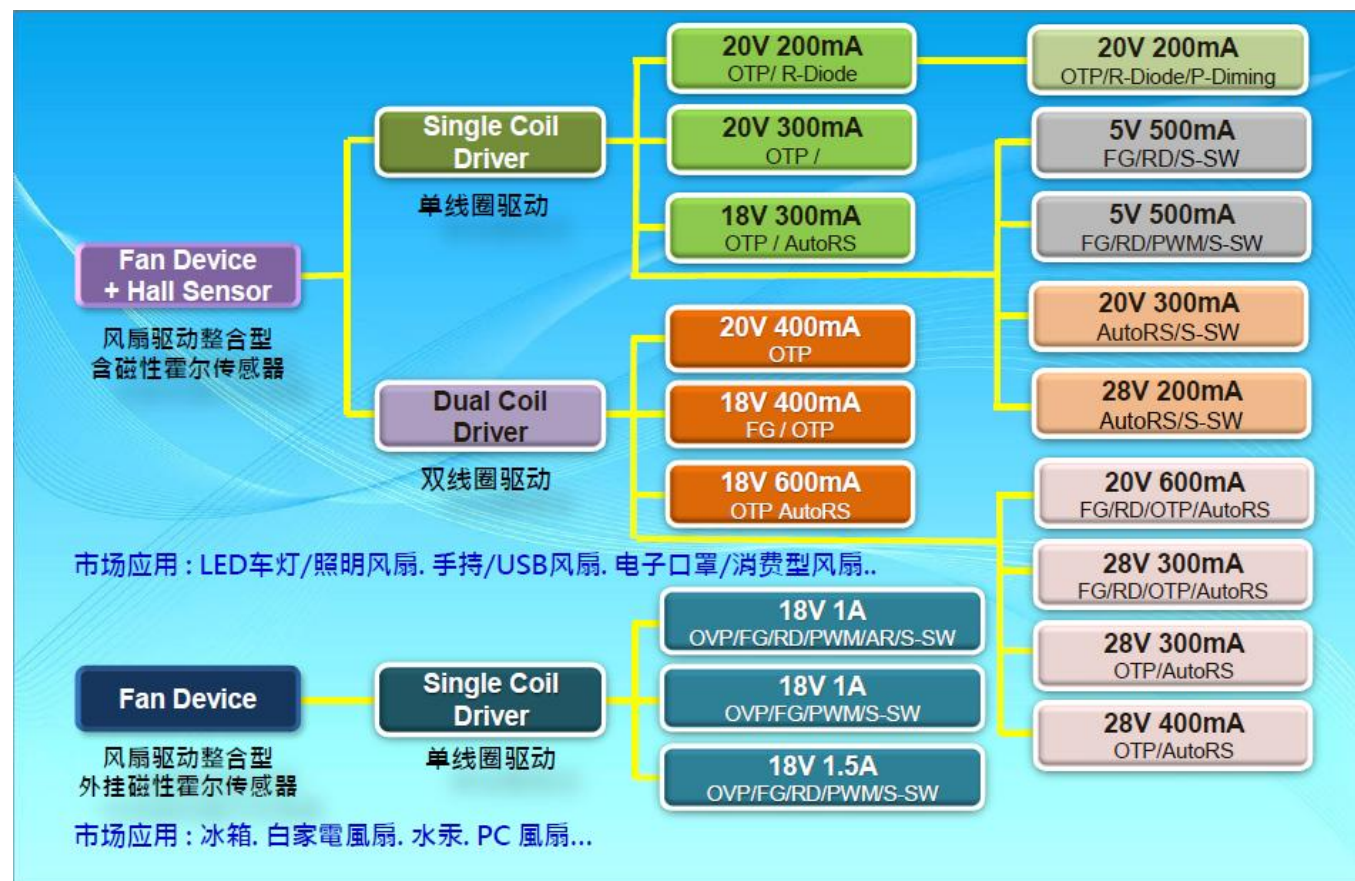 Fan Device
+ Hall Sensor
风扇驱动整合型
含磁性霍尔传感器
Single Coil
Driver
单线圈驱动
20V 200mA
OTP/ R-Diode
20V 300mA
OTP /
18V 300mA
OTP / AutoRS
20V 200mA
OTP/R-Diode/P-Diming
5V 500mA
FG/RD/S-SW
5V 500mA
FG/RD/PWM/S-SW
20V 300mA
AutoRS/S-SW
28V 200mA
AutoRS/S-SW
Dual Coil
Driver
双线圈驱动
20V 400mA
OTP
18V 400mA
FG / OTP
18V 600mA
OTP AutoRS
20V 600mA
FG/RD/OTP/AutoRS
28V 300mA
FG/RD/OTP/AutoRS
28V 300mA
OTP/AutoRS
28V 400mA
OTP/AutoRS
市场应用 : LED车灯/照明风扇. 手持/USB风扇. 电子口罩/消费型风扇..
Fan Device
风扇驱动整合型
外挂磁性霍尔传感器
Single Coil
Driver
单线圈驱动
18V 1A
OVP/FG/RD/PWM/AR/S-SW
18V 1A
OVP/FG/PWM/S-SW
18V 1.5A
OVP/FG/RD/PWM/S-SW
市场应用 : 冰箱. 白家電風扇. 水汞. PC 風扇...